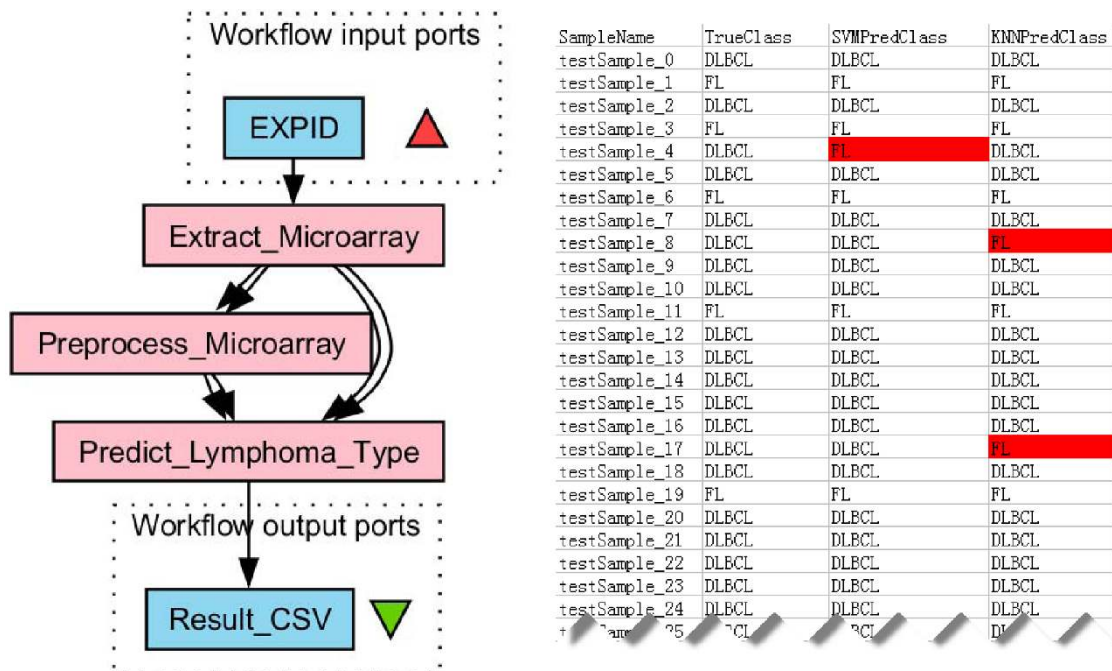 Workflow input ports
EXPID
Extract_Microarray
Preprocess_Microarray
Predict_Lymphoma_Type
Workflow output ports
Result_CSV
SampleName TrueClass SVMPredClass KNNPredClass
testSample_0 DLBCL DLBCL DLBCL
testSample_1 FL FL FL
testSample_2 DLBCL DLBCL DLBCL
testSample_3 FL FL FL
testSample_4 DLBCL FL DLBCL
testSample_5 DLBCL DLBCL DLBCL
testSample_6 FL FL FL
testSample_7 DLBCL DLBCL DLBCL
testSample_8 DLBCL DLBCL FL
testSample_9 DLBCL DLBCL DLBCL
testSample_10 DLBCL DLBCL DLBCL
testSample_11 FL FL FL
testSample_12 DLBCL DLBCL DLBCL
testSample_13 DLBCL DLBCL DLBCL
testSample_14 DLBCL DLBCL DLBCL
testSample_15 DLBCL DLBCL DLBCL
testSample_16 DLBCL DLBCL DLBCL
testSample_17 DLBCL DLBCL FL
testSample_18 DLBCL DLBCL DLBCL
testSample_19 FL FL FL
testSample_20 DLBCL DLBCL DLBCL
testSample_21 DLBCL DLBCL DLBCL
testSample_22 DLBCL DLBCL DLBCL
testSample_23 DLBCL DLBCL DLBCL
testSample_24 DLBCL DLBCL DLBCL